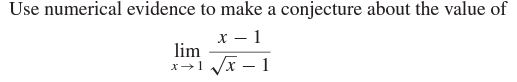 Use numerical evidence to make a conjecture about the value of
lim x→1 (x − 1)/(√x − 1)